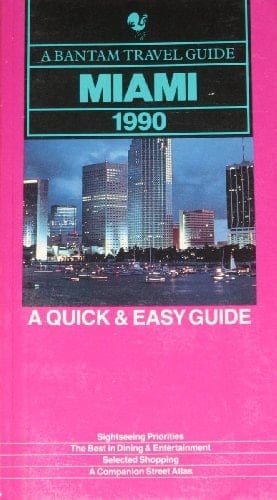 A BANTAM TRAVEL GUIDE
MIAMI
1990
A QUICK & EASY GUIDE
Sightseeing Priorities
The Best in Dining & Entertainment
Selected Shopping
A Companion Street Atlas